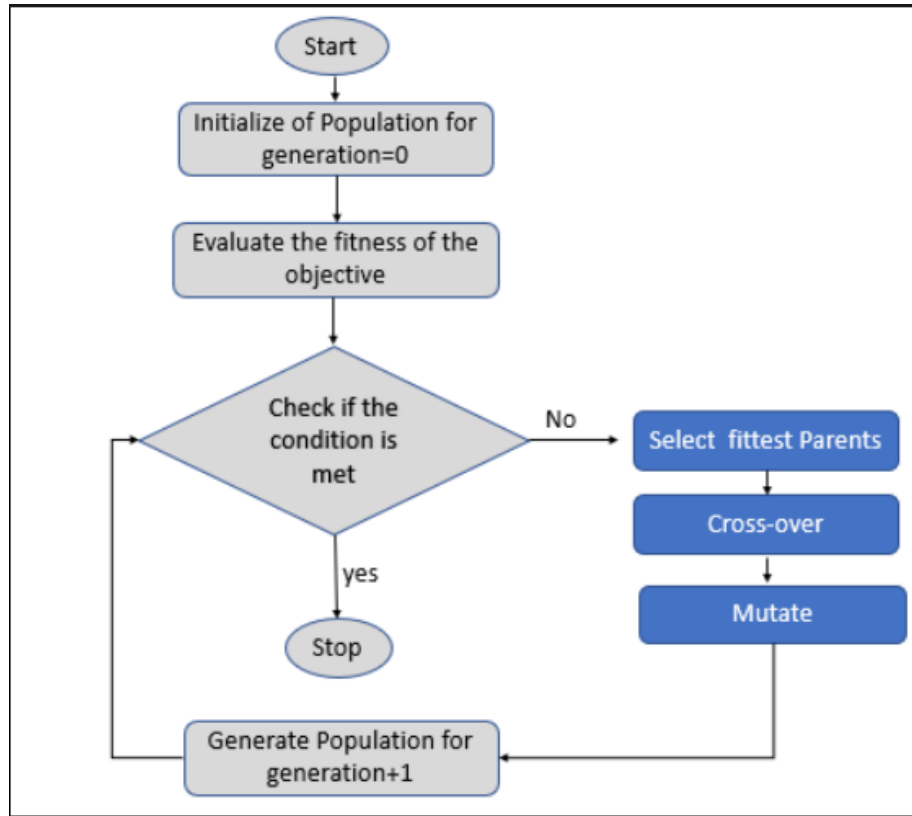 Start
Initialize of Population for
generation=0
Evaluate the fitness of the
objective
Check if the
condition is
met
No
Select  fittest Parents
Cross-over
Mutate
yes
Stop
Generate Population for
generation+1